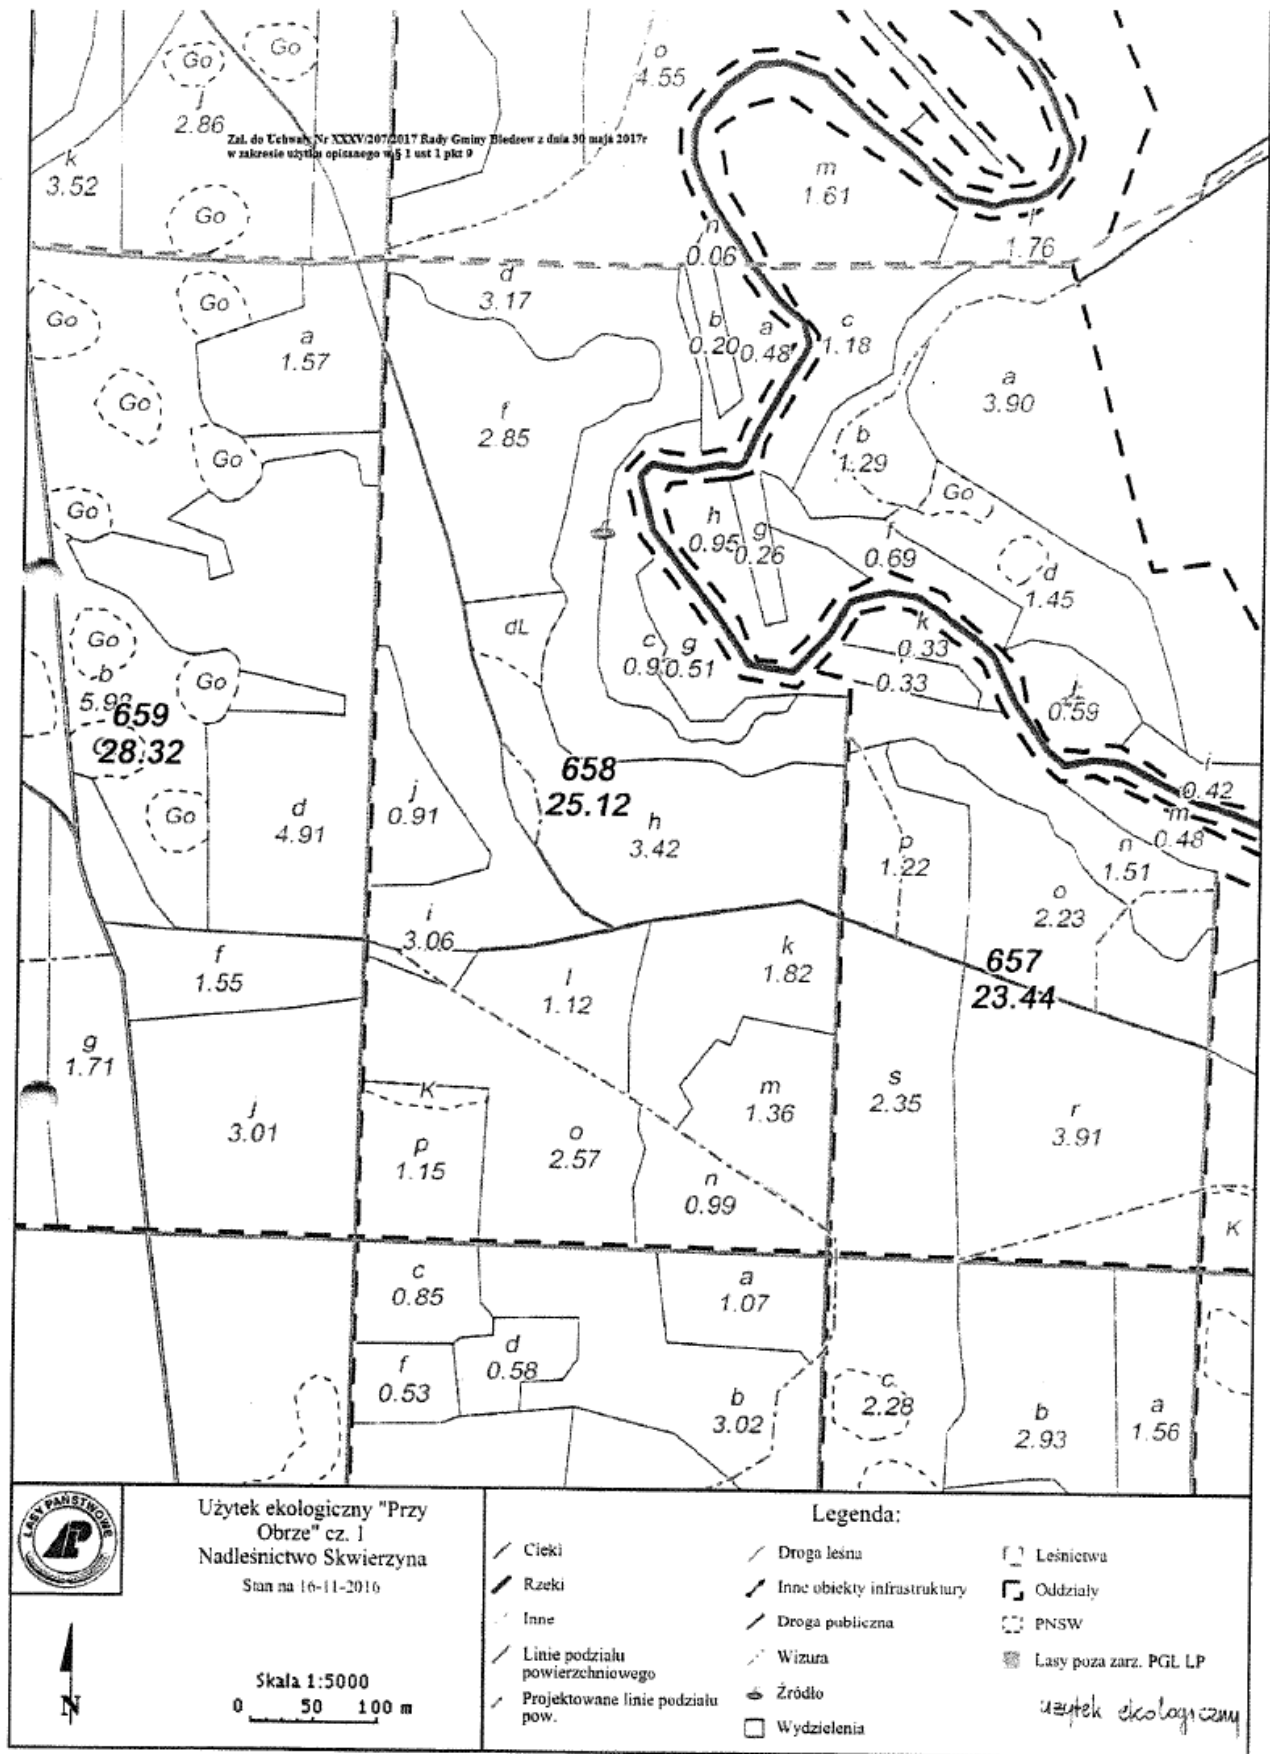 Go
Go
j
2.86
o
4.55
Zał. do Uchwały Nr XXXV/207/2017 Rady Gminy Bledzew z dnia 30 maja 2017r
w zakresie użytku opisanego w § 1 ust 1 pkt 9
k
3.52
m
1.61
Go
n
0.06
l
1.76
Go
Go
d
3.17
a
1.57
b
0.20
a
0.48
c
1.18
a
3.90
Go
f
2.85
b
1.29
Go
Go
Go
h
0.95
g
0.26
f
0.69
d
1.45
dL
Go
c
g
0.51
k
0.33
0.33
b
Go
j
0.59
659
28.32
658
25.12
i
0.42
m
0.48
Go
d
4.91
j
0.91
h
3.42
p
1.22
n
1.51
o
2.23
i
3.06
f
1.55
l
1.12
k
1.82
657
23.44
g
1.71
j
3.01
K
p
1.15
o
2.57
m
1.36
s
2.35
r
3.91
n
0.99
K
c
0.85
a
1.07
f
0.53
d
0.58
b
3.02
c
2.28
b
2.93
a
1.56
LASY PAŃSTWOWE
Użytek ekologiczny "Przy
Obrze" cz. 1
Nadleśnictwo Skwierzyna
Stan na 16-11-2016
N
Skala 1:5000
0 50 100 m
Legenda:
Cieki
Rzeki
Inne
Linie podziału
powierzchniowego
Projektowane linie podziału
pow.
Droga leśna
Inne obiekty infrastruktury
Droga publiczna
Wizura
Źródło
Wydzielenia
Leśnictwa
Oddziały
PNSW
Lasy poza zarz. PGL LP
użytek ekologiczny